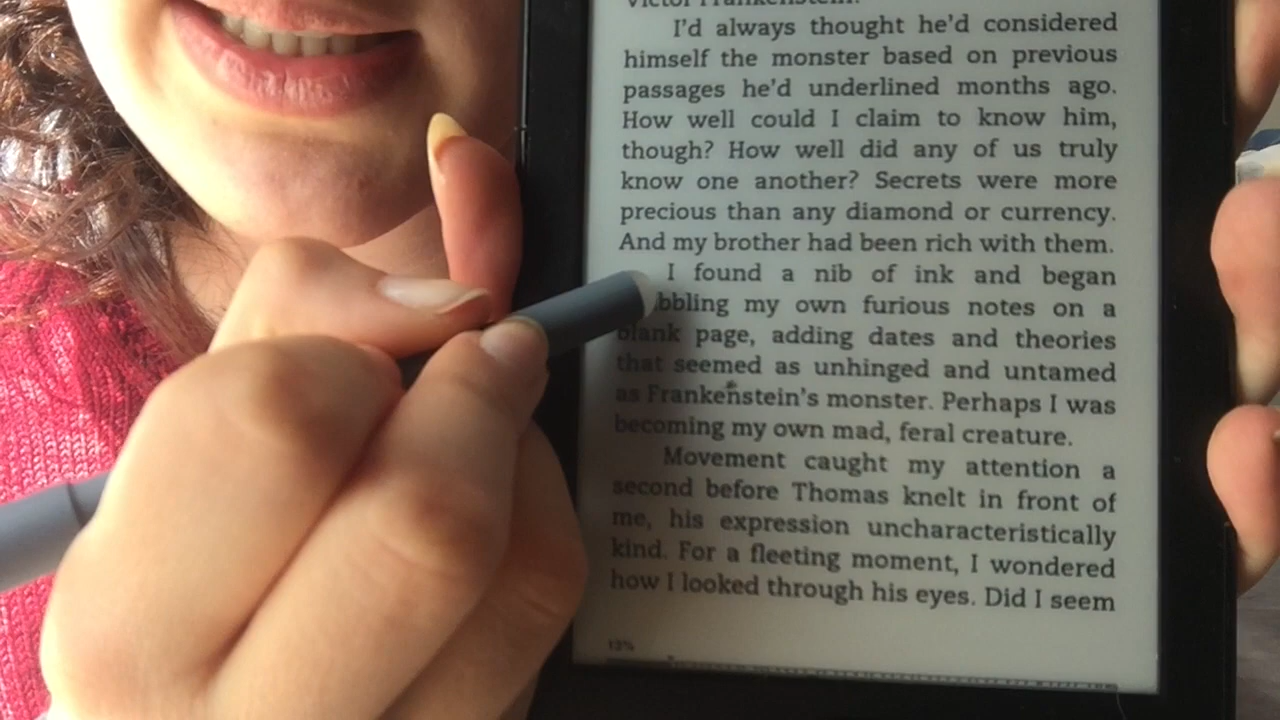 Victor Frankenstein.
I'd always thought he'd considered
himself the monster based on previous
passages he'd underlined months ago.
How well could I claim to know him,
though? How well did any of us truly
know one another? Secrets were more
precious than any diamond or currency.
And my brother had been rich with them.
I found a nib of ink and began
bbling my own furious notes on a
blank page, adding dates and theories
that seemed as unhinged and untamed
as Frankenstein's monster. Perhaps I was
becoming my own mad, feral creature.
Movement caught my attention a
second before Thomas knelt in front of
me, his expression uncharacteristically
kind. For a fleeting moment, I wondered
how I looked through his eyes. Did I seem
12%